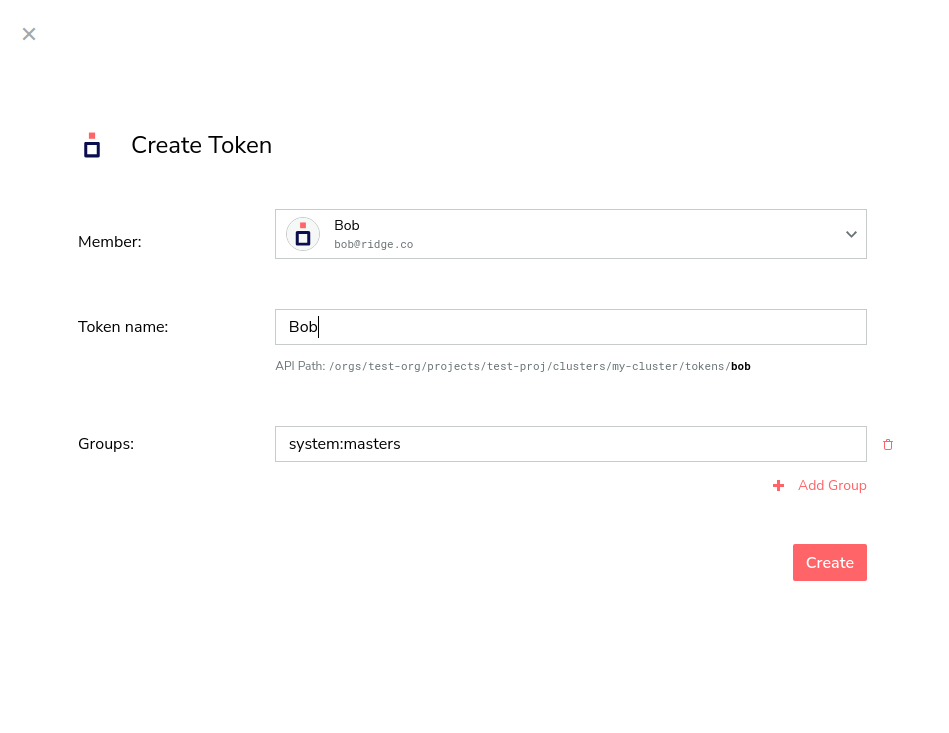 Create Token
Member:
Bob
bob@ridge.co
Token name:
Bob
API Path: /orgs/test-org/projects/test-proj/clusters/my-cluster/tokens/bob
Groups:
system:masters
Add Group
Create